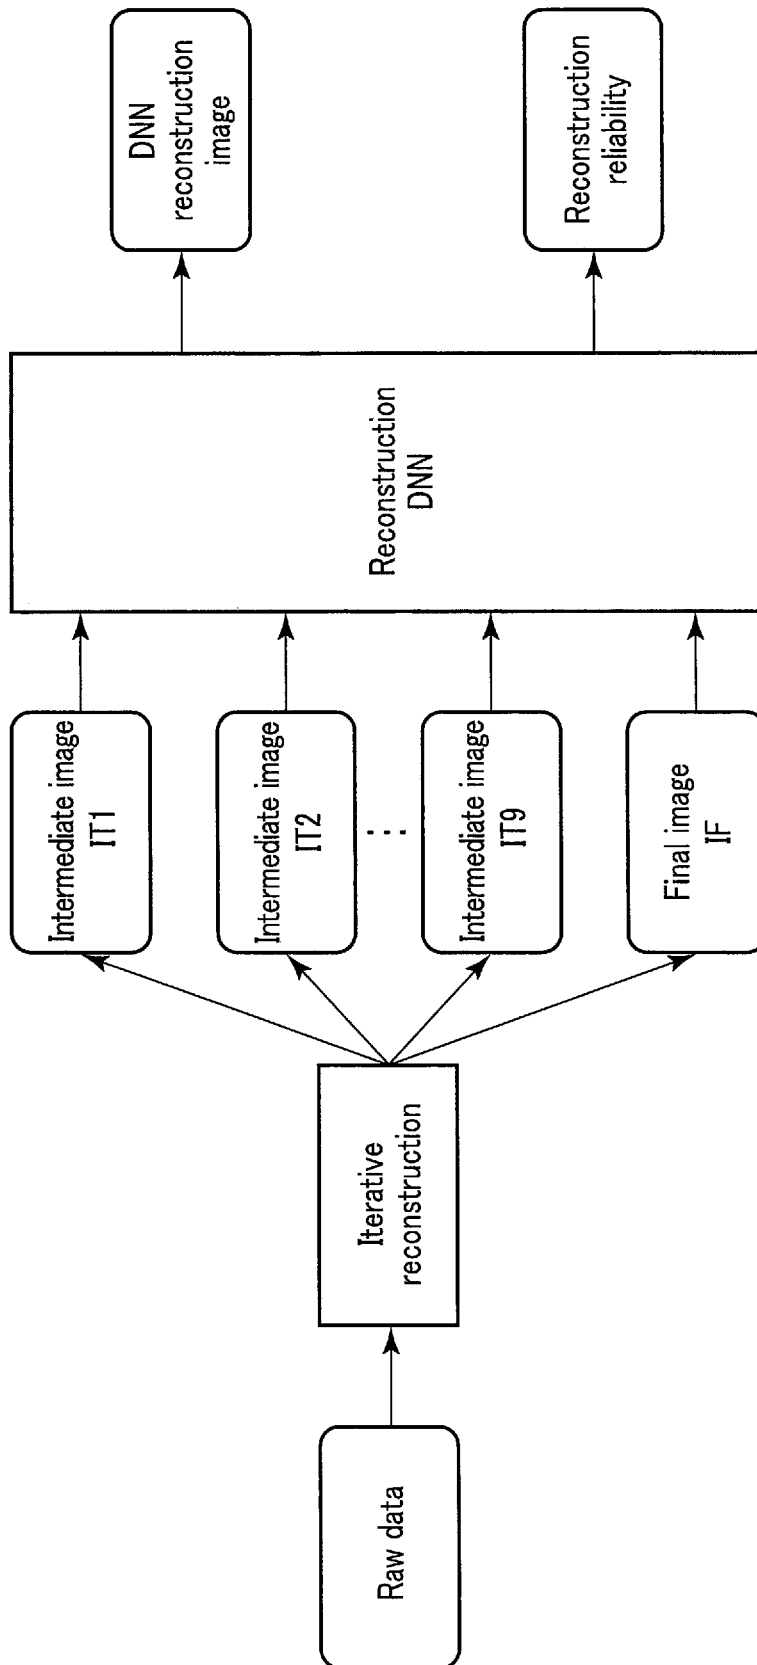 Raw data
Iterative
reconstruction
Intermediate image
IT1
Intermediate image
IT2
...
Intermediate image
IT9
Final image
IF
Reconstruction
DNN
DNN
reconstruction
image
Reconstruction
reliability